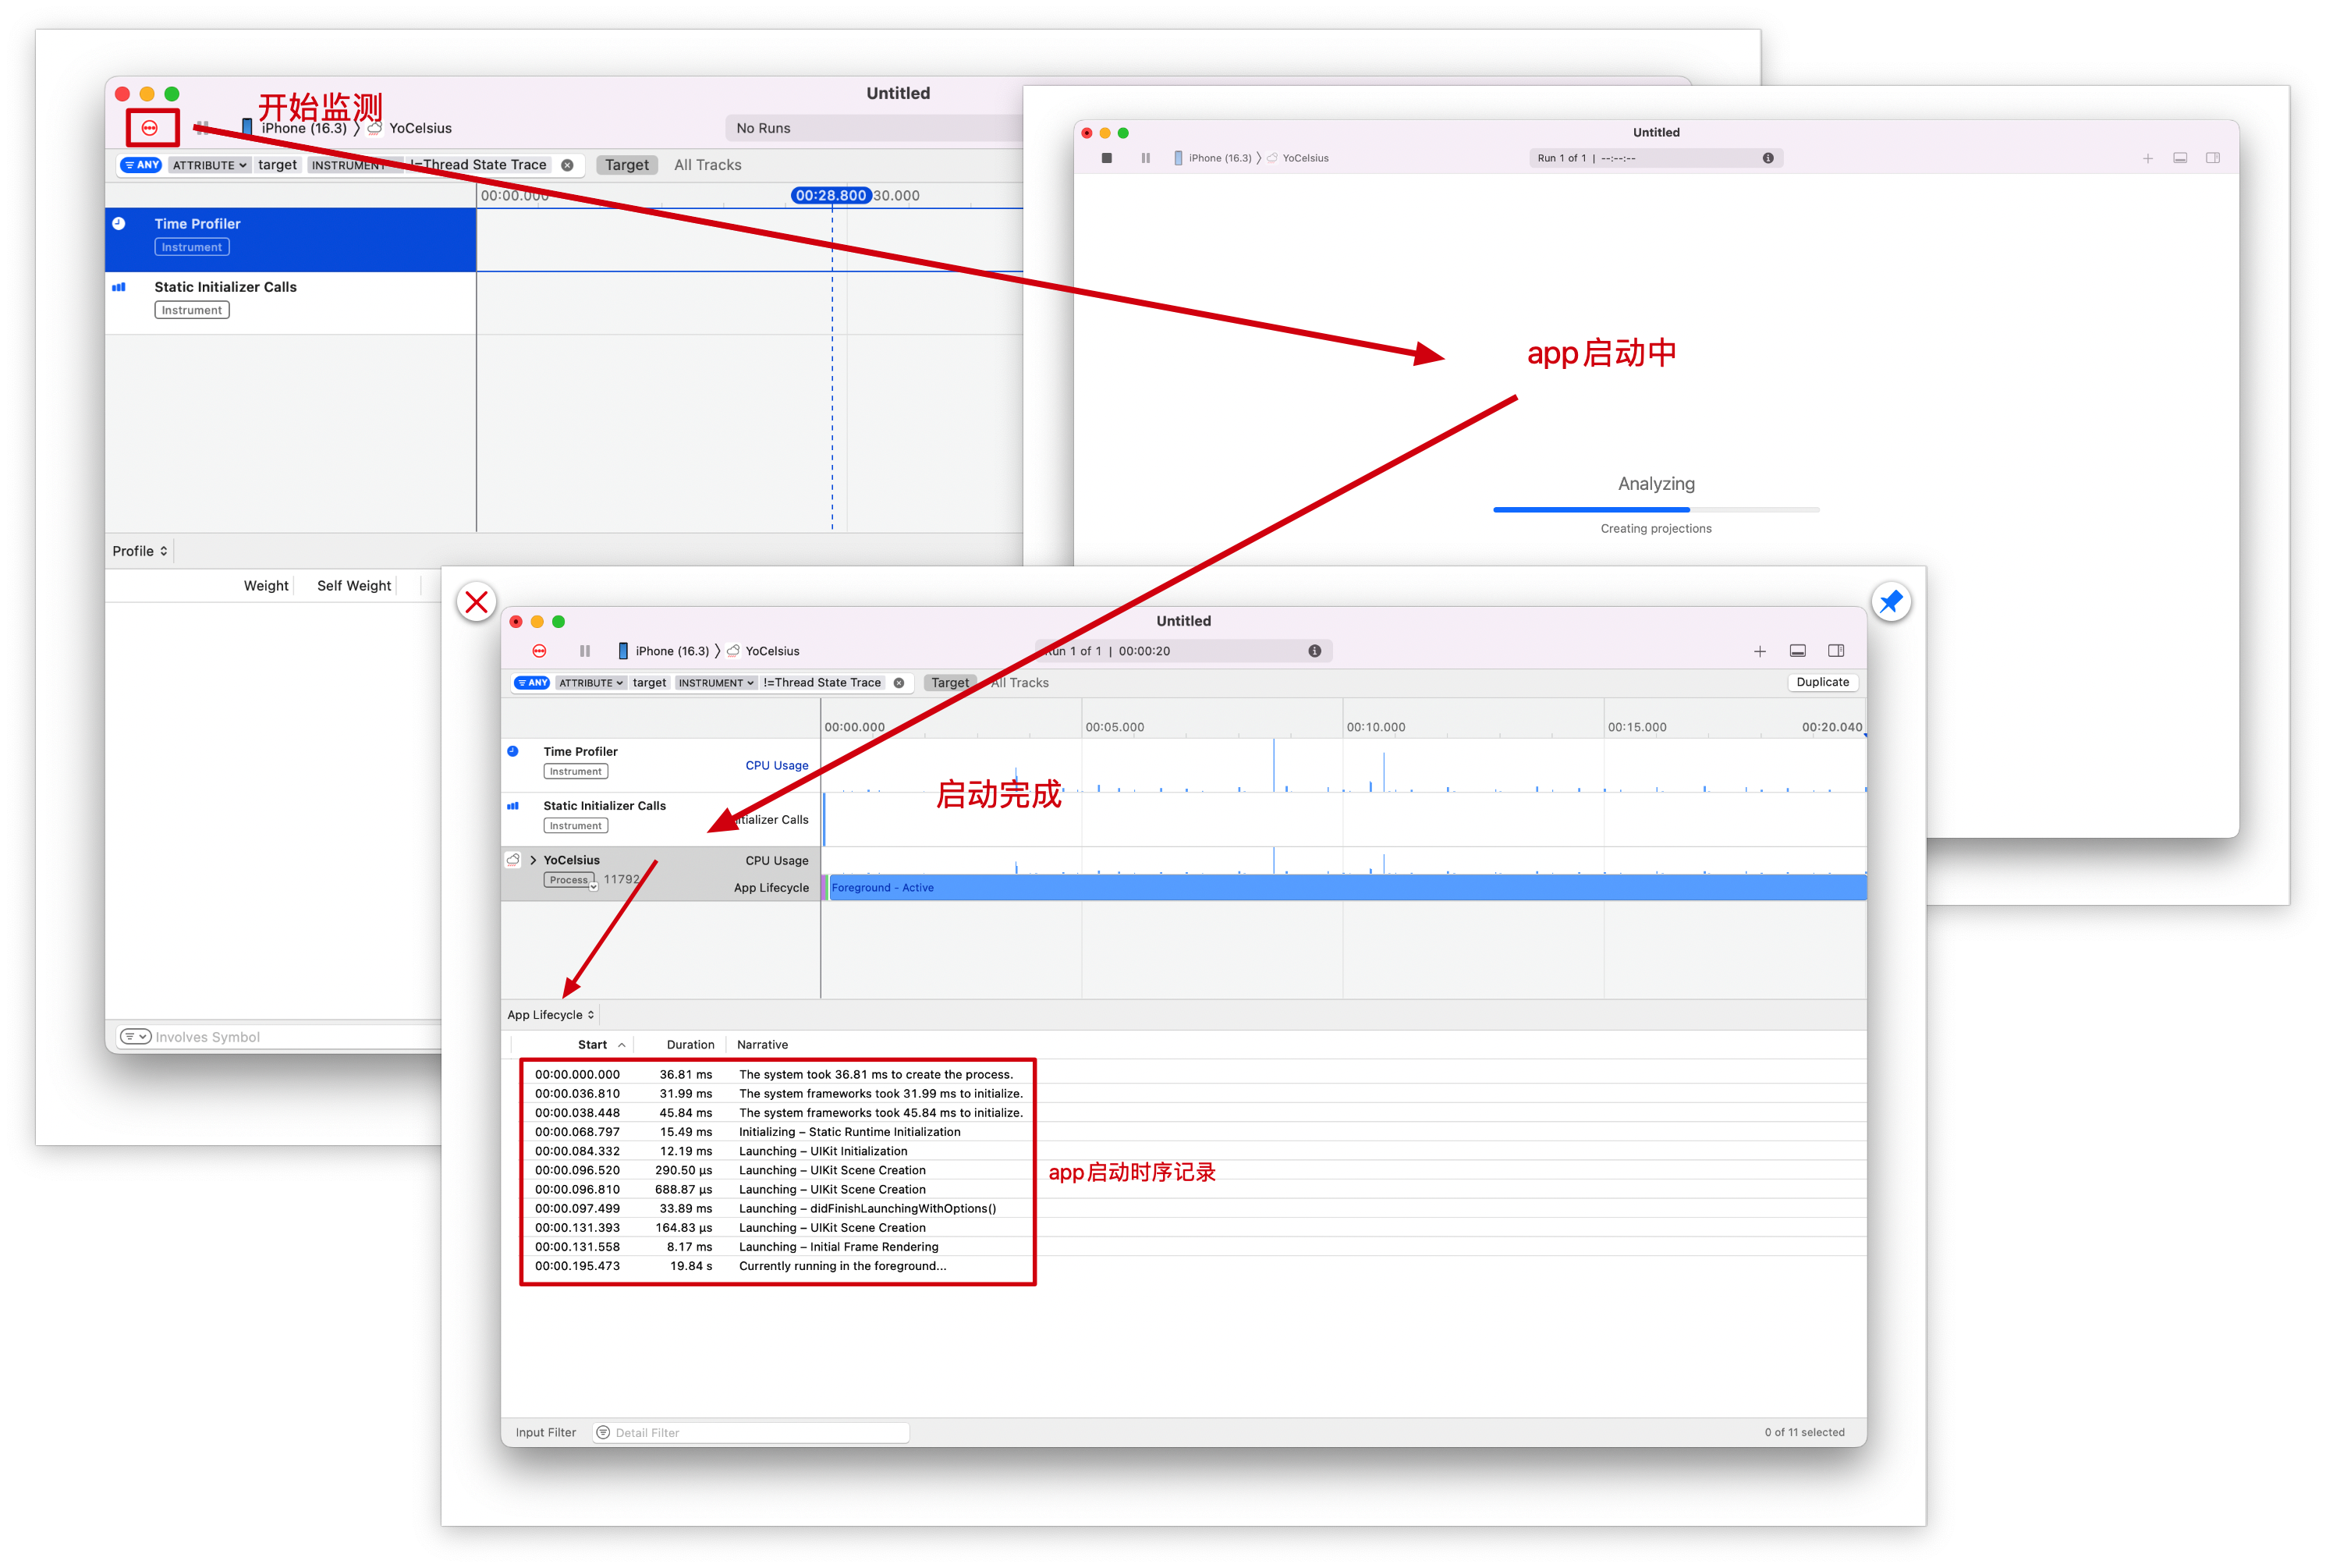 Untitled
开始监测
iPhone (16.3) 〉 YoCelsius
No Runs
ANY ATTRIBUTE target INSTRUMENT !=Thread State Trace Target All Tracks
00:00.000 00:28.800 30.000
Time Profiler
Instrument
Static Initializer Calls
Instrument
Profile
Weight Self Weight
Involves Symbol
Untitled
iPhone (16.3) 〉 YoCelsius
Run 1 of 1 | --:--:--
app启动中
Analyzing
Creating projections
Untitled
iPhone (16.3) 〉 YoCelsius
Run 1 of 1 | 00:00:20
ANY ATTRIBUTE target INSTRUMENT !=Thread State Trace Target All Tracks
Duplicate
00:00.000 00:05.000 00:10.000 00:15.000 00:20.040
Time Profiler
Instrument
CPU Usage
启动完成
Static Initializer Calls
Instrument
itializer Calls
YoCelsius
CPU Usage
Process 11792
App Lifecycle
Foreground - Active
App Lifecycle
Start Duration Narrative
00:00.000.000 36.81 ms The system took 36.81 ms to create the process.
00:00.036.810 31.99 ms The system frameworks took 31.99 ms to initialize.
00:00.038.448 45.84 ms The system frameworks took 45.84 ms to initialize.
00:00.068.797 15.49 ms Initializing – Static Runtime Initialization
00:00.084.332 12.19 ms Launching – UIKit Initialization
00:00.096.520 290.50 µs Launching – UIKit Scene Creation
00:00.096.810 688.87 µs Launching – UIKit Scene Creation
00:00.097.499 33.89 ms Launching – didFinishLaunchingWithOptions()
00:00.131.393 164.83 µs Launching – UIKit Scene Creation
00:00.131.558 8.17 ms Launching – Initial Frame Rendering
00:00.195.473 19.84 s Currently running in the foreground...
app启动时序记录
Input Filter
Detail Filter
0 of 11 selected